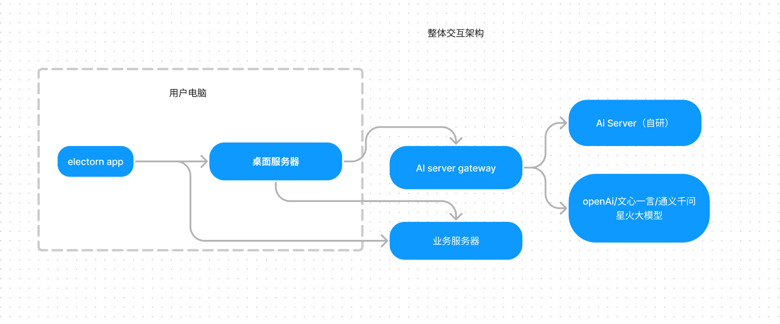 整体交互架构
用户电脑
electorn app
桌面服务器
AI server gateway
Ai Server（自研）
openAi/文心一言/通义千问
星火大模型
业务服务器